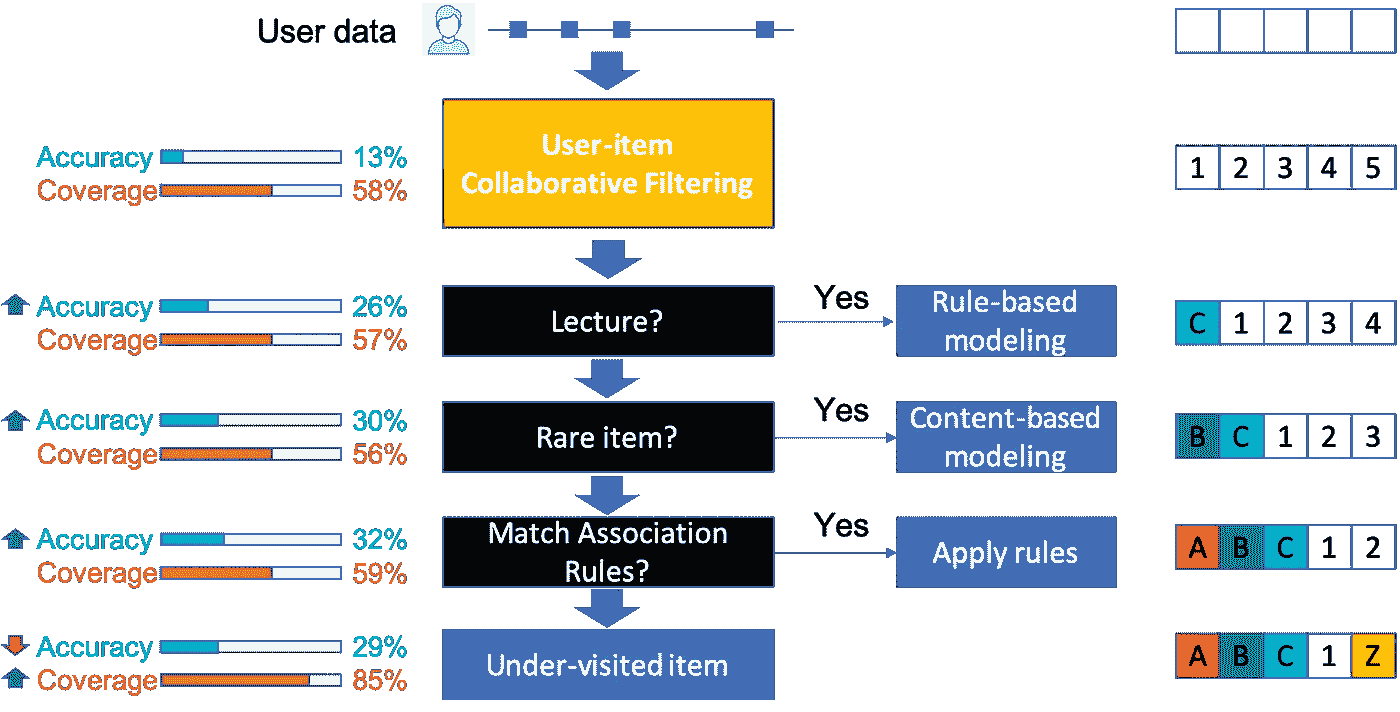 User data
Accuracy 13%
Coverage 58%
User-item
Collaborative Filtering
1 2 3 4 5
Accuracy 26%
Coverage 57%
Lecture?
Yes
Rule-based
modeling
C 1 2 3 4
Accuracy 30%
Coverage 56%
Rare item?
Yes
Content-based
modeling
B C 1 2 3
Accuracy 32%
Coverage 59%
Match Association
Rules?
Yes
Apply rules
A B C 1 2
Accuracy 29%
Coverage 85%
Under-visited item
A B C 1 Z